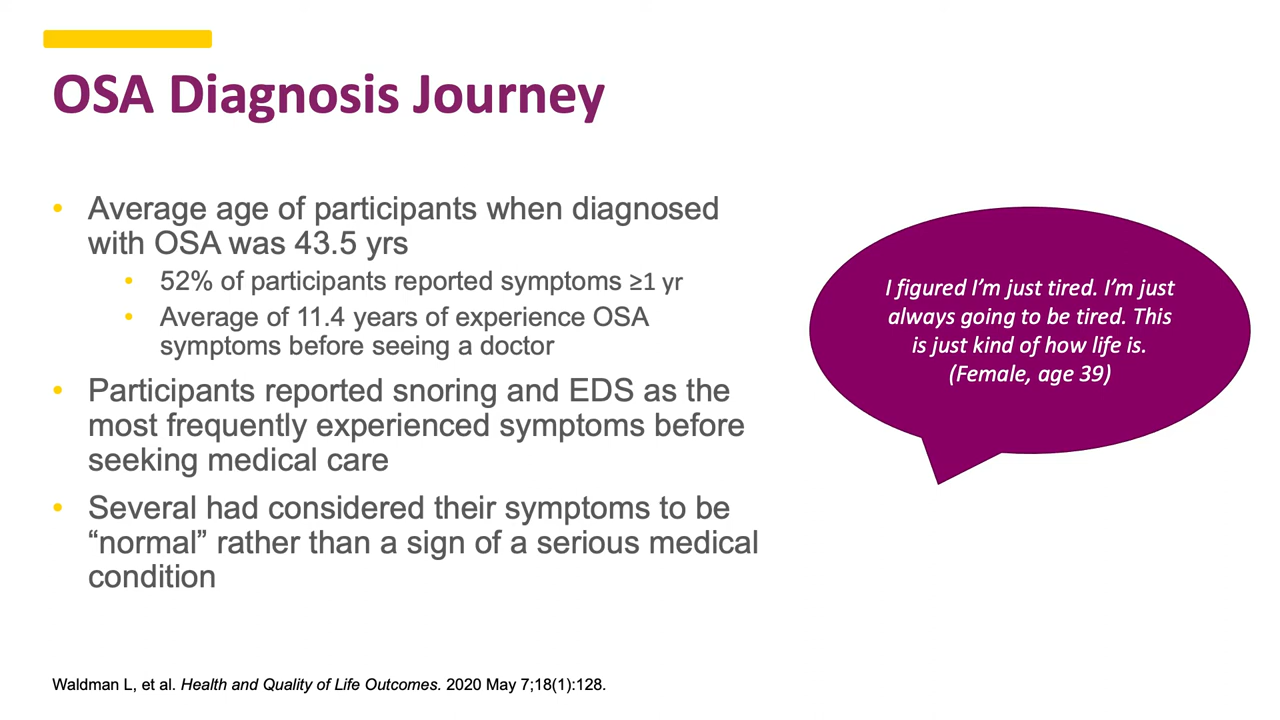 OSA Diagnosis Journey
• Average age of participants when diagnosed
with OSA was 43.5 yrs
• 52% of participants reported symptoms ≥1 yr
• Average of 11.4 years of experience OSA
symptoms before seeing a doctor
• Participants reported snoring and EDS as the
most frequently experienced symptoms before
seeking medical care
• Several had considered their symptoms to be
“normal” rather than a sign of a serious medical
condition
I figured I’m just tired. I’m just
always going to be tired. This
is just kind of how life is.
(Female, age 39)
Waldman L, et al. Health and Quality of Life Outcomes. 2020 May 7;18(1):128.